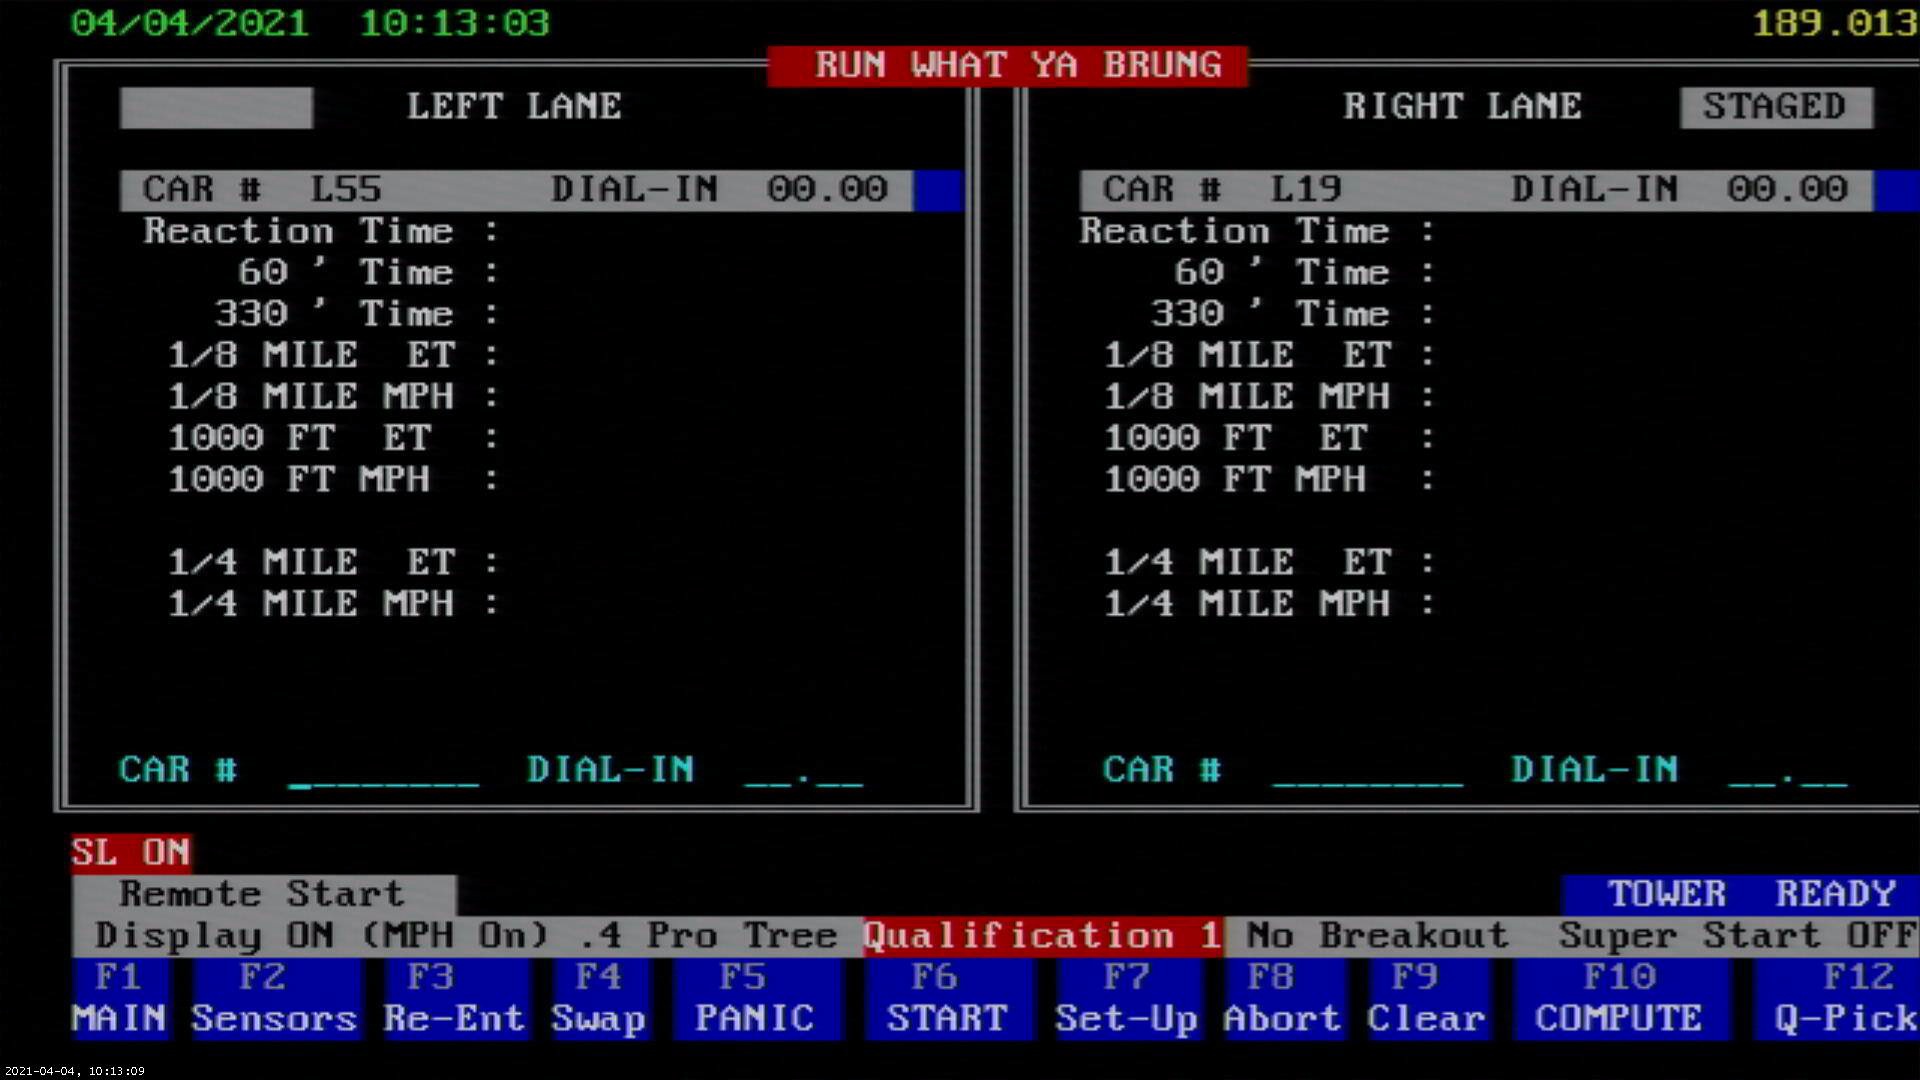 04/04/2021 10:13:03 189.013
RUN WHAT YA BRUNG
LEFT LANE RIGHT LANE STAGED
CAR # L55 DIAL-IN 00.00 CAR # L19 DIAL-IN 00.00
Reaction Time : Reaction Time :
60 ' Time : 60 ' Time :
330 ' Time : 330 ' Time :
1/8 MILE ET : 1/8 MILE ET :
1/8 MILE MPH : 1/8 MILE MPH :
1000 FT ET : 1000 FT ET :
1000 FT MPH : 1000 FT MPH :
1/4 MILE ET : 1/4 MILE ET :
1/4 MILE MPH : 1/4 MILE MPH :
CAR # ________ DIAL-IN __.__ CAR # ________ DIAL-IN __.__
SL ON
Remote Start TOWER READY
Display ON (MPH On) .4 Pro Tree Qualification 1 No Breakout Super Start OFF
F1 F2 F3 F4 F5 F6 F7 F8 F9 F10 F12
MAIN Sensors Re-Ent Swap PANIC START Set-Up Abort Clear COMPUTE Q-Pick
2021-04-04, 10:13:09